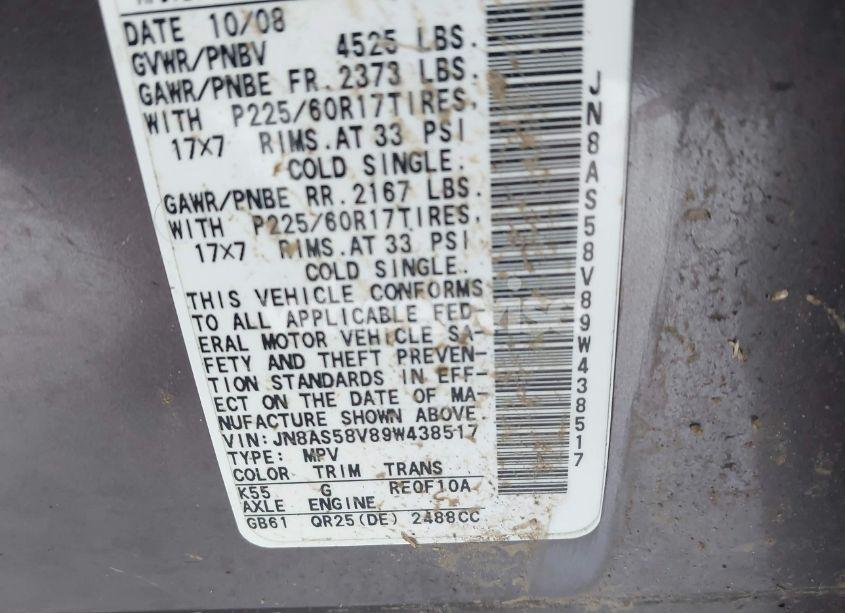 DATE 10/08
GVWR/PNBV 4525 LBS.
GAWR/PNBE FR. 2373 LBS.
WITH P225/60R17TIRES,
17X7 RIMS.AT 33 PSI
COLD SINGLE.
GAWR/PNBE RR. 2167 LBS.
WITH P225/60R17TIRES,
17X7 RIMS.AT 33 PSI
COLD SINGLE.
THIS VEHICLE CONFORMS
TO ALL APPLICABLE FED-
ERAL MOTOR VEHICLE SA-
FETY AND THEFT PREVEN-
TION STANDARDS IN EFF-
ECT ON THE DATE OF MA-
NUFACTURE SHOWN ABOVE.
VIN:JN8AS58V89W438517
TYPE: MPV
COLOR TRIM TRANS
K55 G RE0F10A
AXLE ENGINE
GB61 QR25(DE) 2488CC
JN8AS58V89W438517